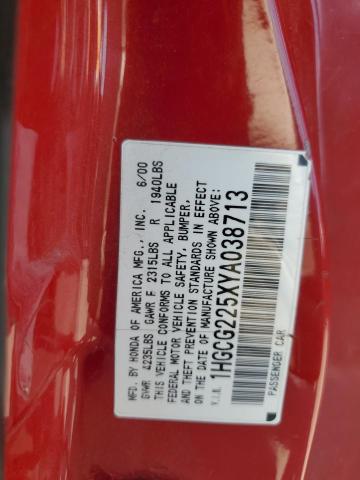 MFD. BY HONDA OF AMERICA MFG., INC. 6/00
GVWR 4235LBS GAWR F 2315LBS R 1940LBS
THIS VEHICLE CONFORMS TO ALL APPLICABLE
FEDERAL MOTOR VEHICLE SAFETY, BUMPER,
AND THEFT PREVENTION STANDARDS IN EFFECT
ON THE DATE OF MANUFACTURE SHOWN ABOVE:
V.I.N. 1HGCG225XYA038713
PASSENGER CAR